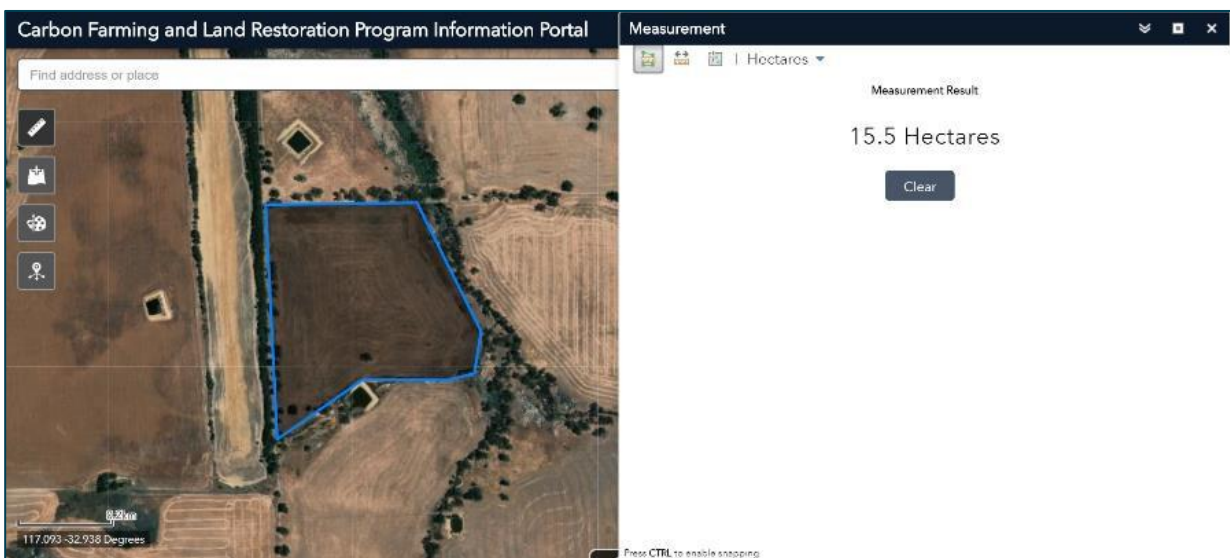 Carbon Farming and Land Restoration Program Information Portal
Find address or place
117.093 -32.938 Degrees
Measurement
Hectares
Measurement Result
15.5 Hectares
Clear
Press CTRL to enable snapping